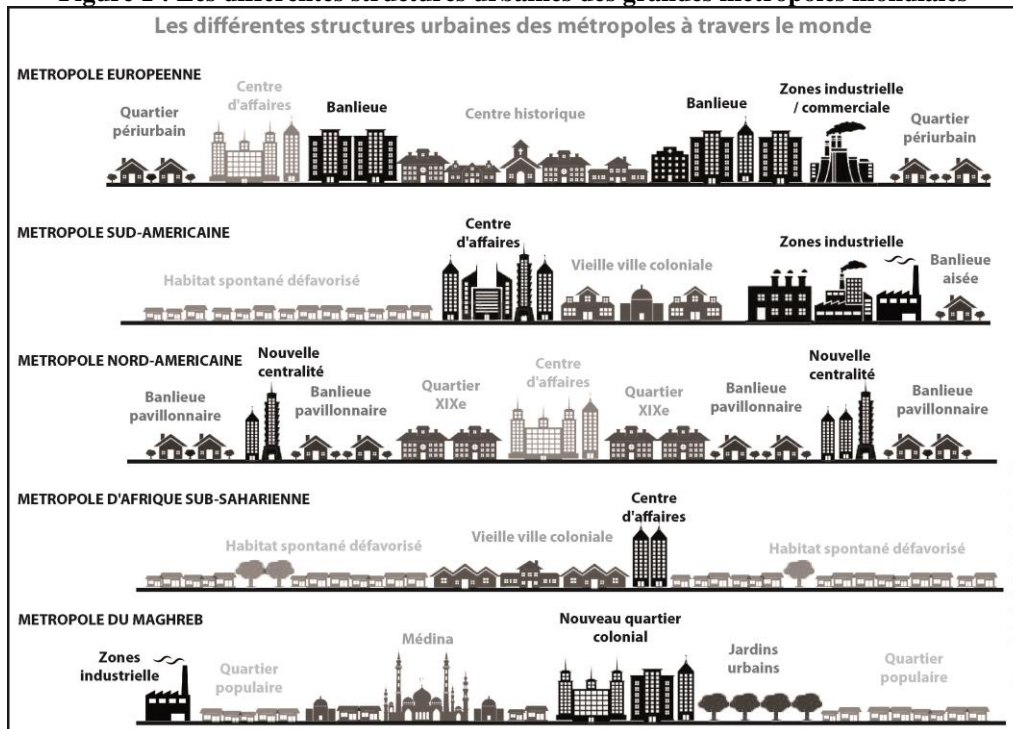 Figure 1 : Les différentes structures urbaines des grandes métropoles mondiales
Les différentes structures urbaines des métropoles à travers le monde
METROPOLE EUROPEENNE
Quartier
périurbain
Centre
d'affaires
Banlieue
Centre historique
Banlieue
Zones industrielle
/ commerciale
Quartier
périurbain
METROPOLE SUD-AMERICAINE
Habitat spontané défavorisé
Centre
d'affaires
Vieille ville coloniale
Zones industrielle
Banlieue
aisée
METROPOLE NORD-AMERICAINE
Banlieue
pavillonnaire
Nouvelle
centralité
Banlieue
pavillonnaire
Quartier
XIXe
Centre
d'affaires
Quartier
XIXe
Banlieue
pavillonnaire
Nouvelle
centralité
Banlieue
pavillonnaire
METROPOLE D'AFRIQUE SUB-SAHARIENNE
Habitat spontané défavorisé
Vieille ville coloniale
Centre
d'affaires
Habitat spontané défavorisé
METROPOLE DU MAGHREB
Zones
industrielle
Quartier
populaire
Médina
Nouveau quartier
colonial
Jardins
urbains
Quartier
populaire